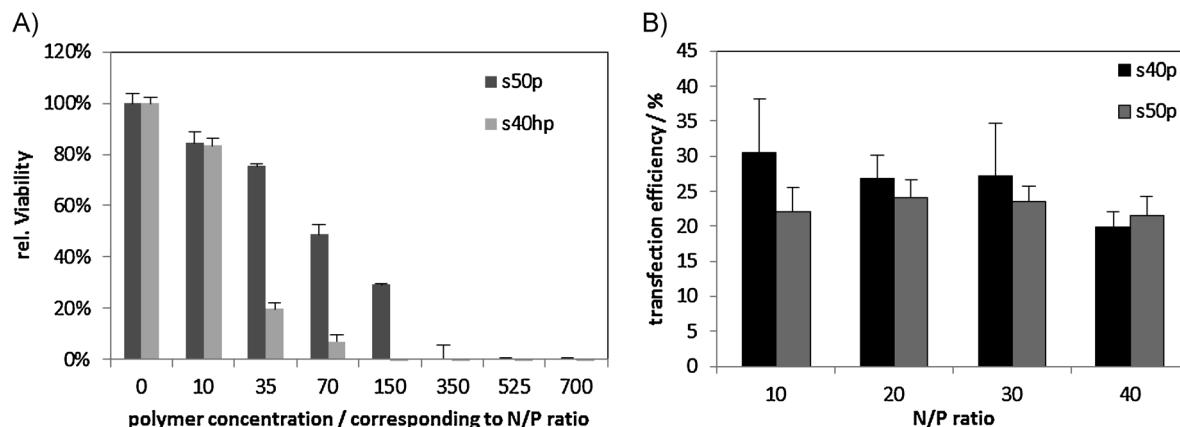 A)
120%
100%
80%
60%
40%
20%
0%
rel. Viability
s50p
s40hp
0 10 35 70 150 350 525 700
polymer concentration / corresponding to N/P ratio
B)
45
40
35
30
25
20
15
10
5
0
transfection efficiency / %
s40p
s50p
10 20 30 40
N/P ratio